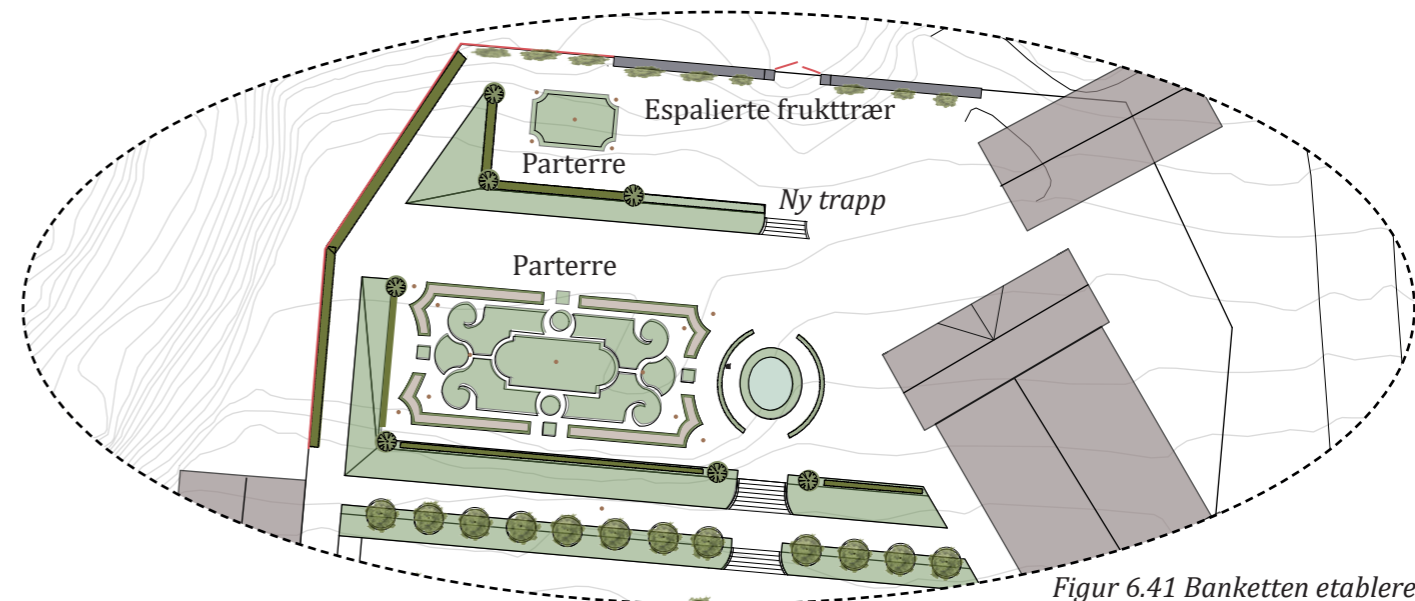 Espalierte frukttrær
Parterre
Ny trapp
Parterre
Figur 6.41 Banketten etablere